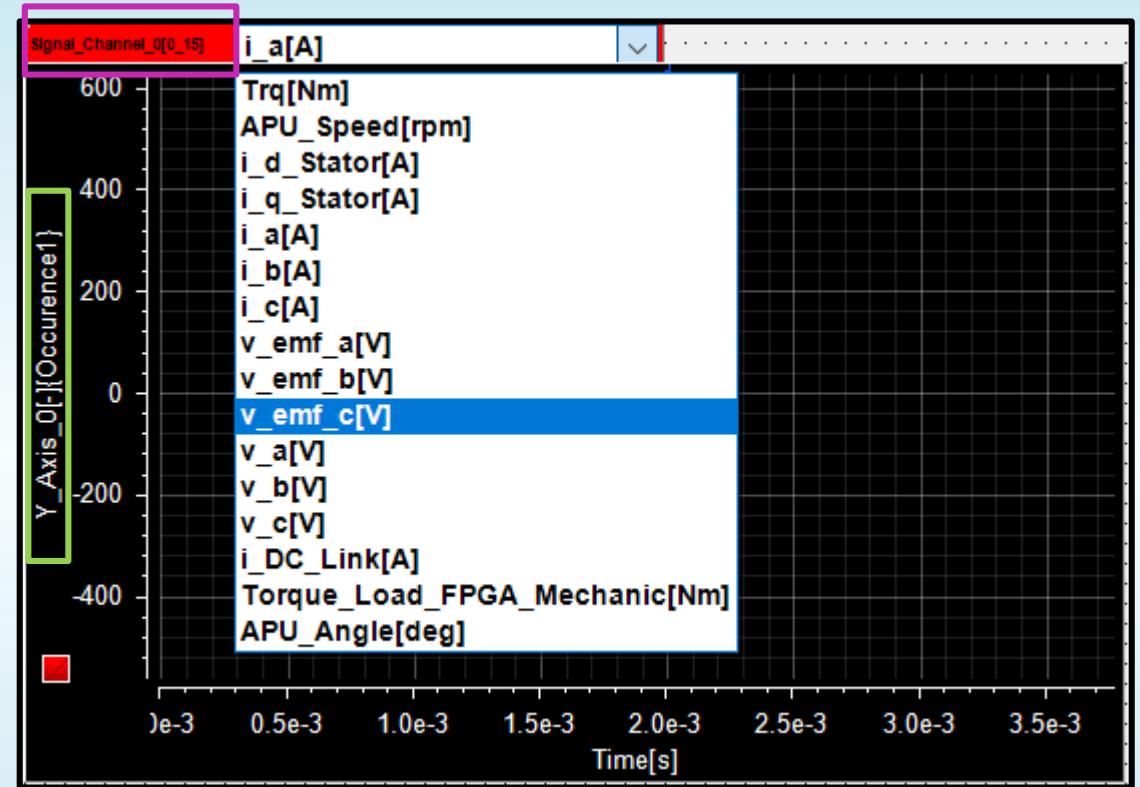 Signal_Channel_0[0_15]
i_a[A]
Trq[Nm]
APU_Speed[rpm]
i_d_Stator[A]
i_q_Stator[A]
i_a[A]
i_b[A]
i_c[A]
v_emf_a[V]
v_emf_b[V]
v_emf_c[V]
v_a[V]
v_b[V]
v_c[V]
i_DC_Link[A]
Torque_Load_FPGA_Mechanic[Nm]
APU_Angle[deg]
Y_Axis_0[-]{Occurence1}
600
400
200
0
-200
-400
0e-3 0.5e-3 1.0e-3 1.5e-3 2.0e-3 2.5e-3 3.0e-3 3.5e-3
Time[s]